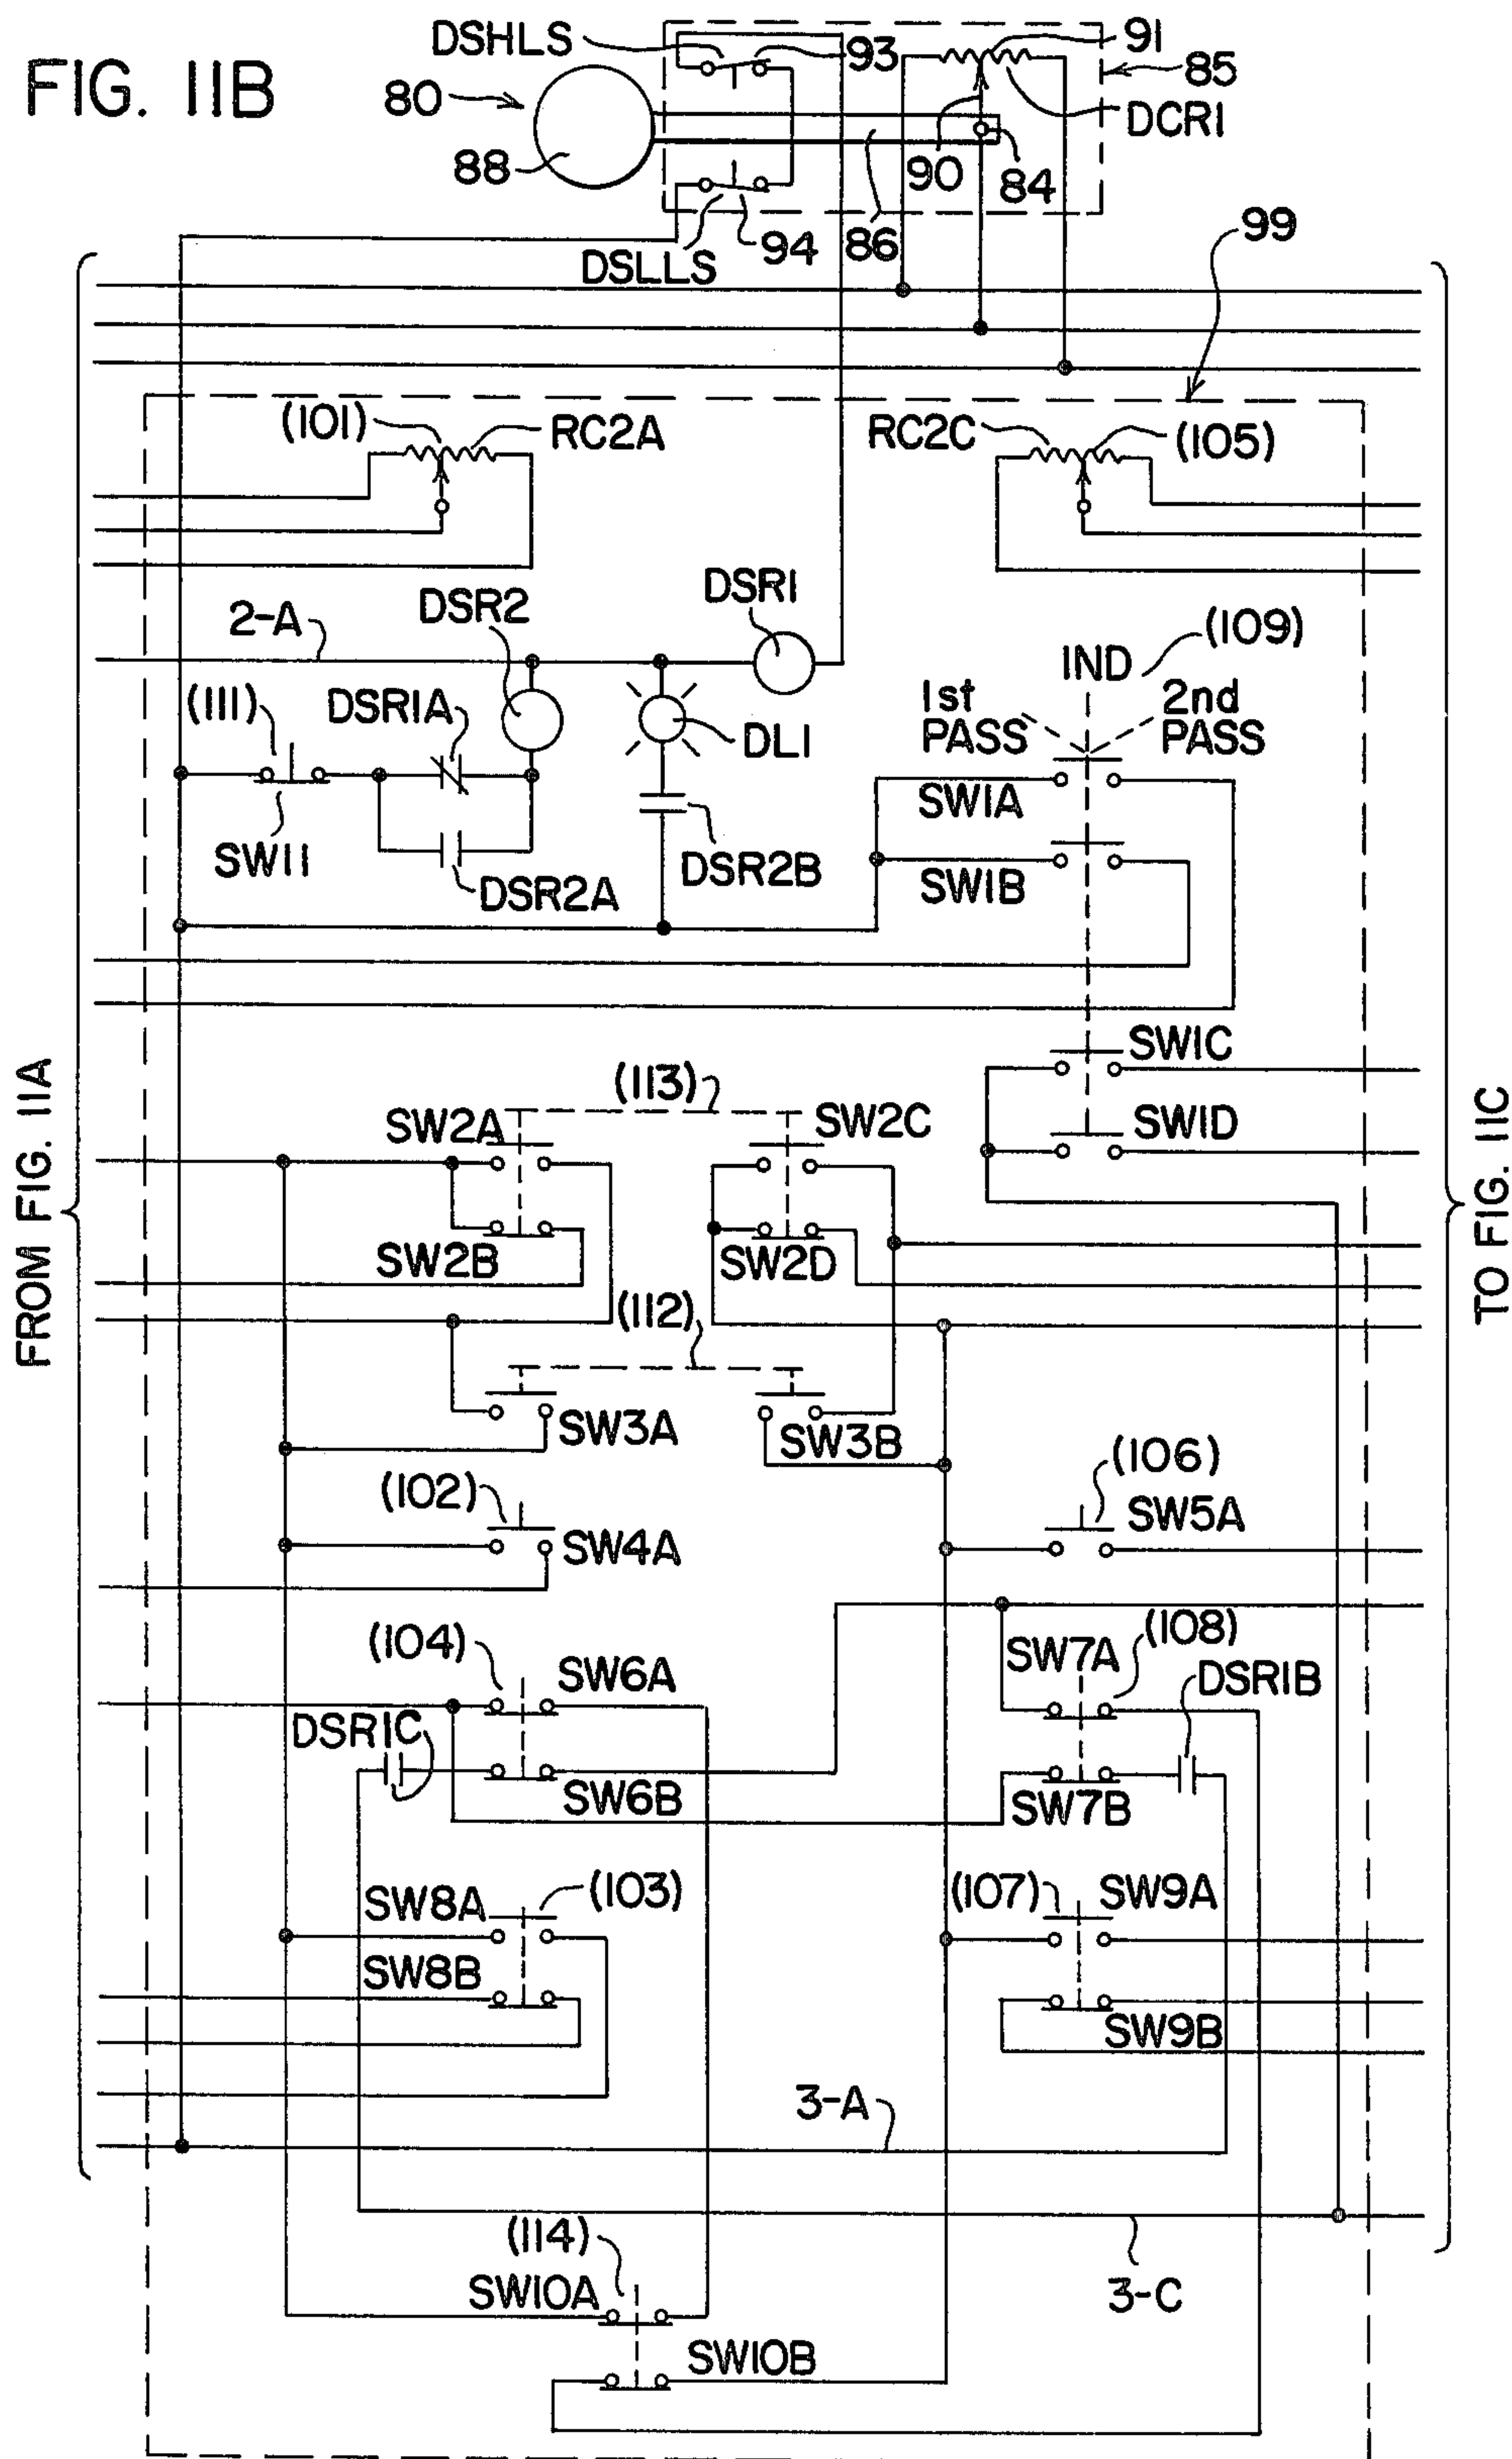 FIG. 11B
DSHLS
93
91
85
80
DCR1
88
90
84
94
86
99
DSLLS
(101)
RC2A
RC2C
(105)
DSR1
DSR2
2-A
(109)
IND
1st
PASS
2nd
PASS
(111)
DSR1A
DL1
SW1A
SW11
DSR2A
DSR2B
SW1B
SW1C
(113)
SW2A
SW2C
SW1D
FROM FIG. 11A
TO FIG. 11C
SW2B
SW2D
(112)
SW3A
SW3B
(102)
(106)
SW4A
SW5A
(104)
SW6A
SW7A
(108)
DSR1B
DSR1C
SW6B
SW7B
SW8A
(103)
(107)
SW9A
SW8B
SW9B
3-A
(114)
SW10A
3-C
SW10B